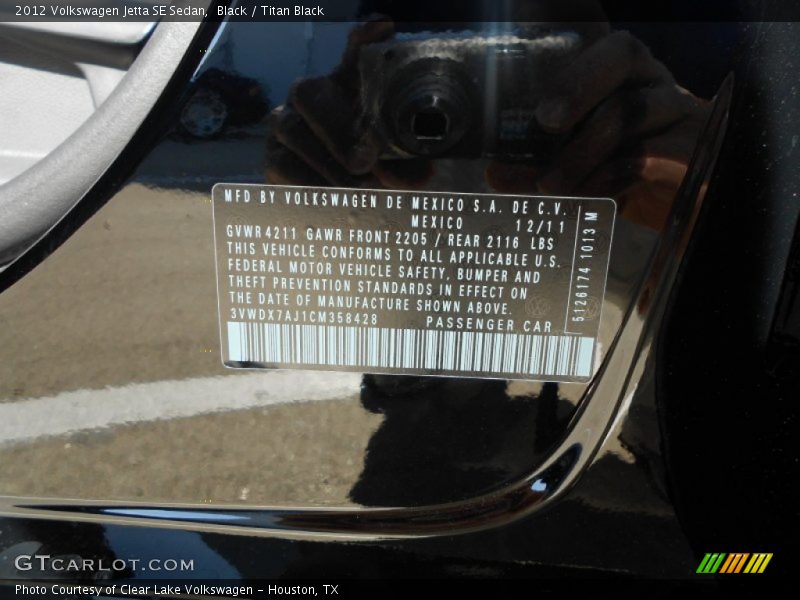 2012 Volkswagen Jetta SE Sedan, Black / Titan Black
MFD BY VOLKSWAGEN DE MEXICO S.A. DE C.V.
MEXICO 12/11
GVWR 4211 GAWR FRONT 2205 / REAR 2116 LBS
THIS VEHICLE CONFORMS TO ALL APPLICABLE U.S.
FEDERAL MOTOR VEHICLE SAFETY, BUMPER AND
THEFT PREVENTION STANDARDS IN EFFECT ON
THE DATE OF MANUFACTURE SHOWN ABOVE.
3VWDX7AJ1CM358428 PASSENGER CAR
5126174 1013 M
GTCARLOT.COM
Photo Courtesy of Clear Lake Volkswagen – Houston, TX